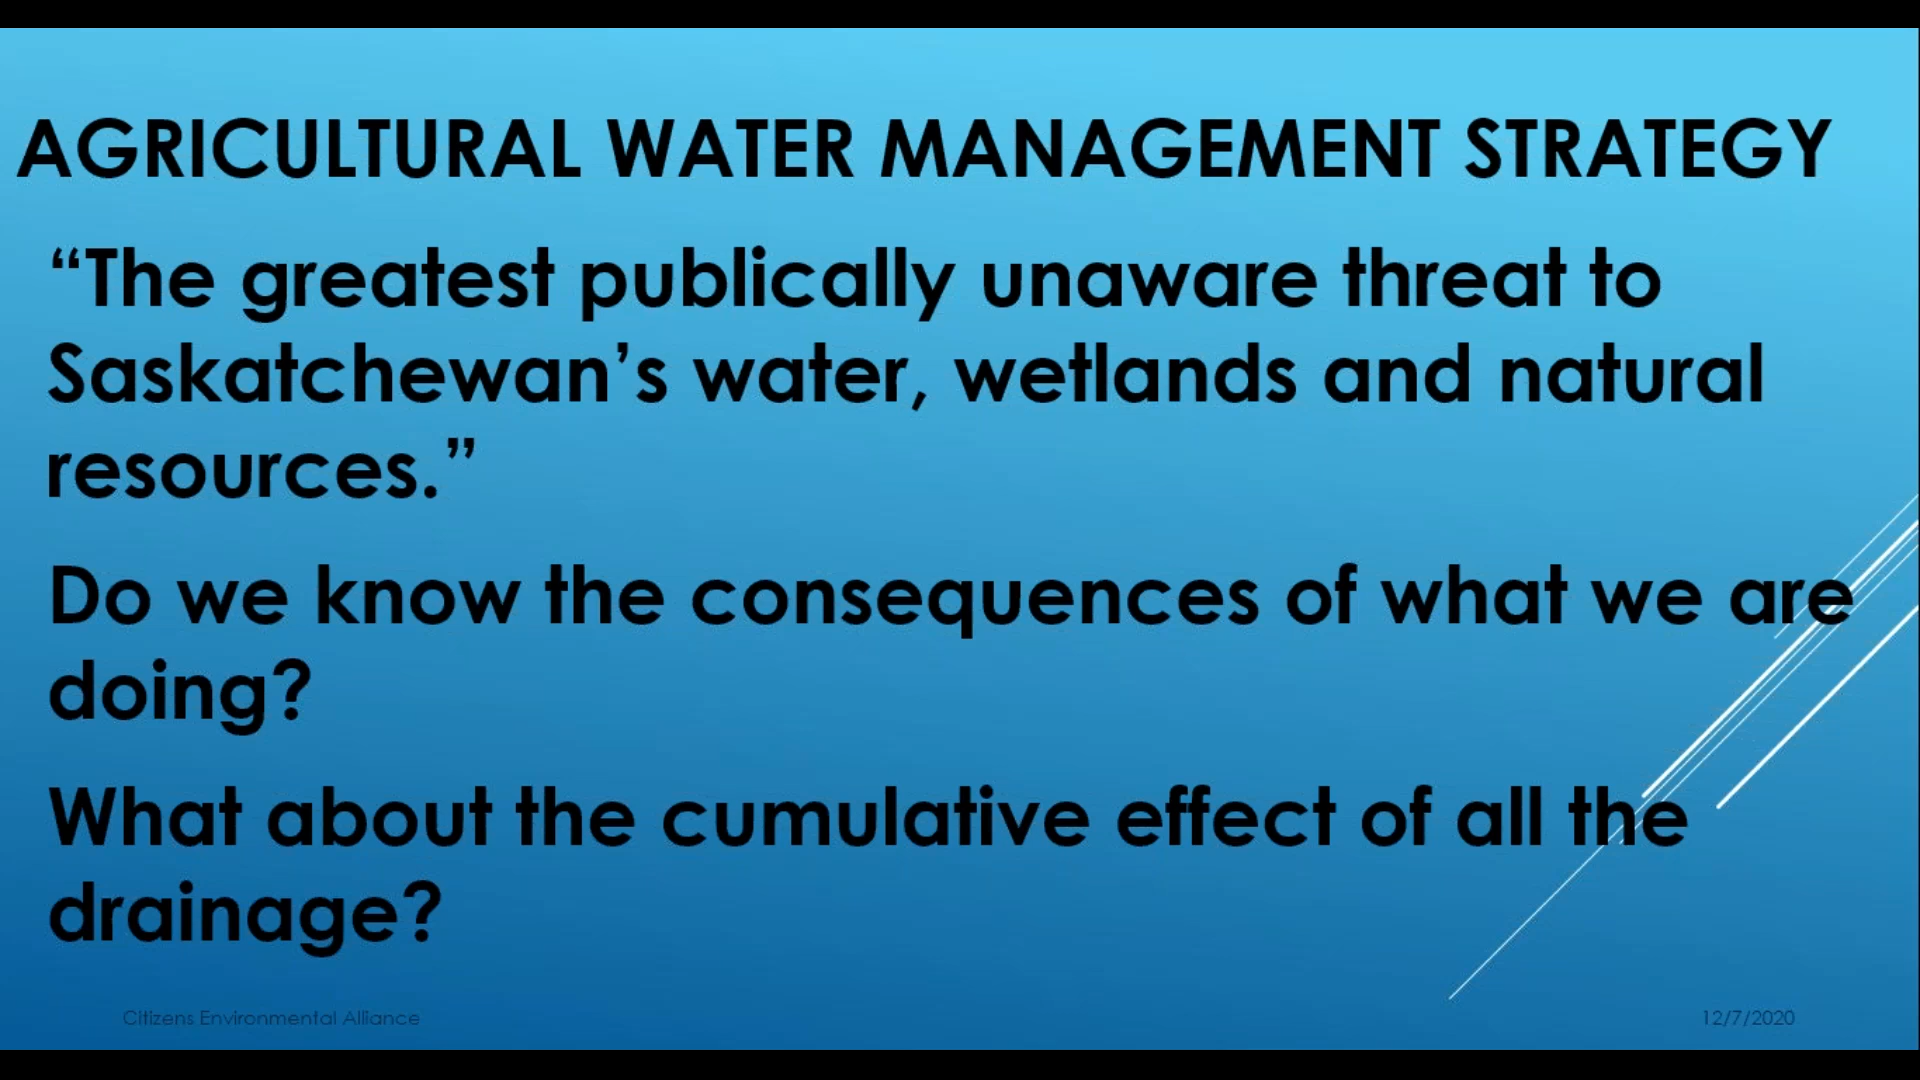 AGRICULTURAL WATER MANAGEMENT STRATEGY
“The greatest publically unaware threat to
Saskatchewan’s water, wetlands and natural
resources.”
Do we know the consequences of what we are
doing?
What about the cumulative effect of all the
drainage?
Citizens Environmental Alliance
12/7/2020